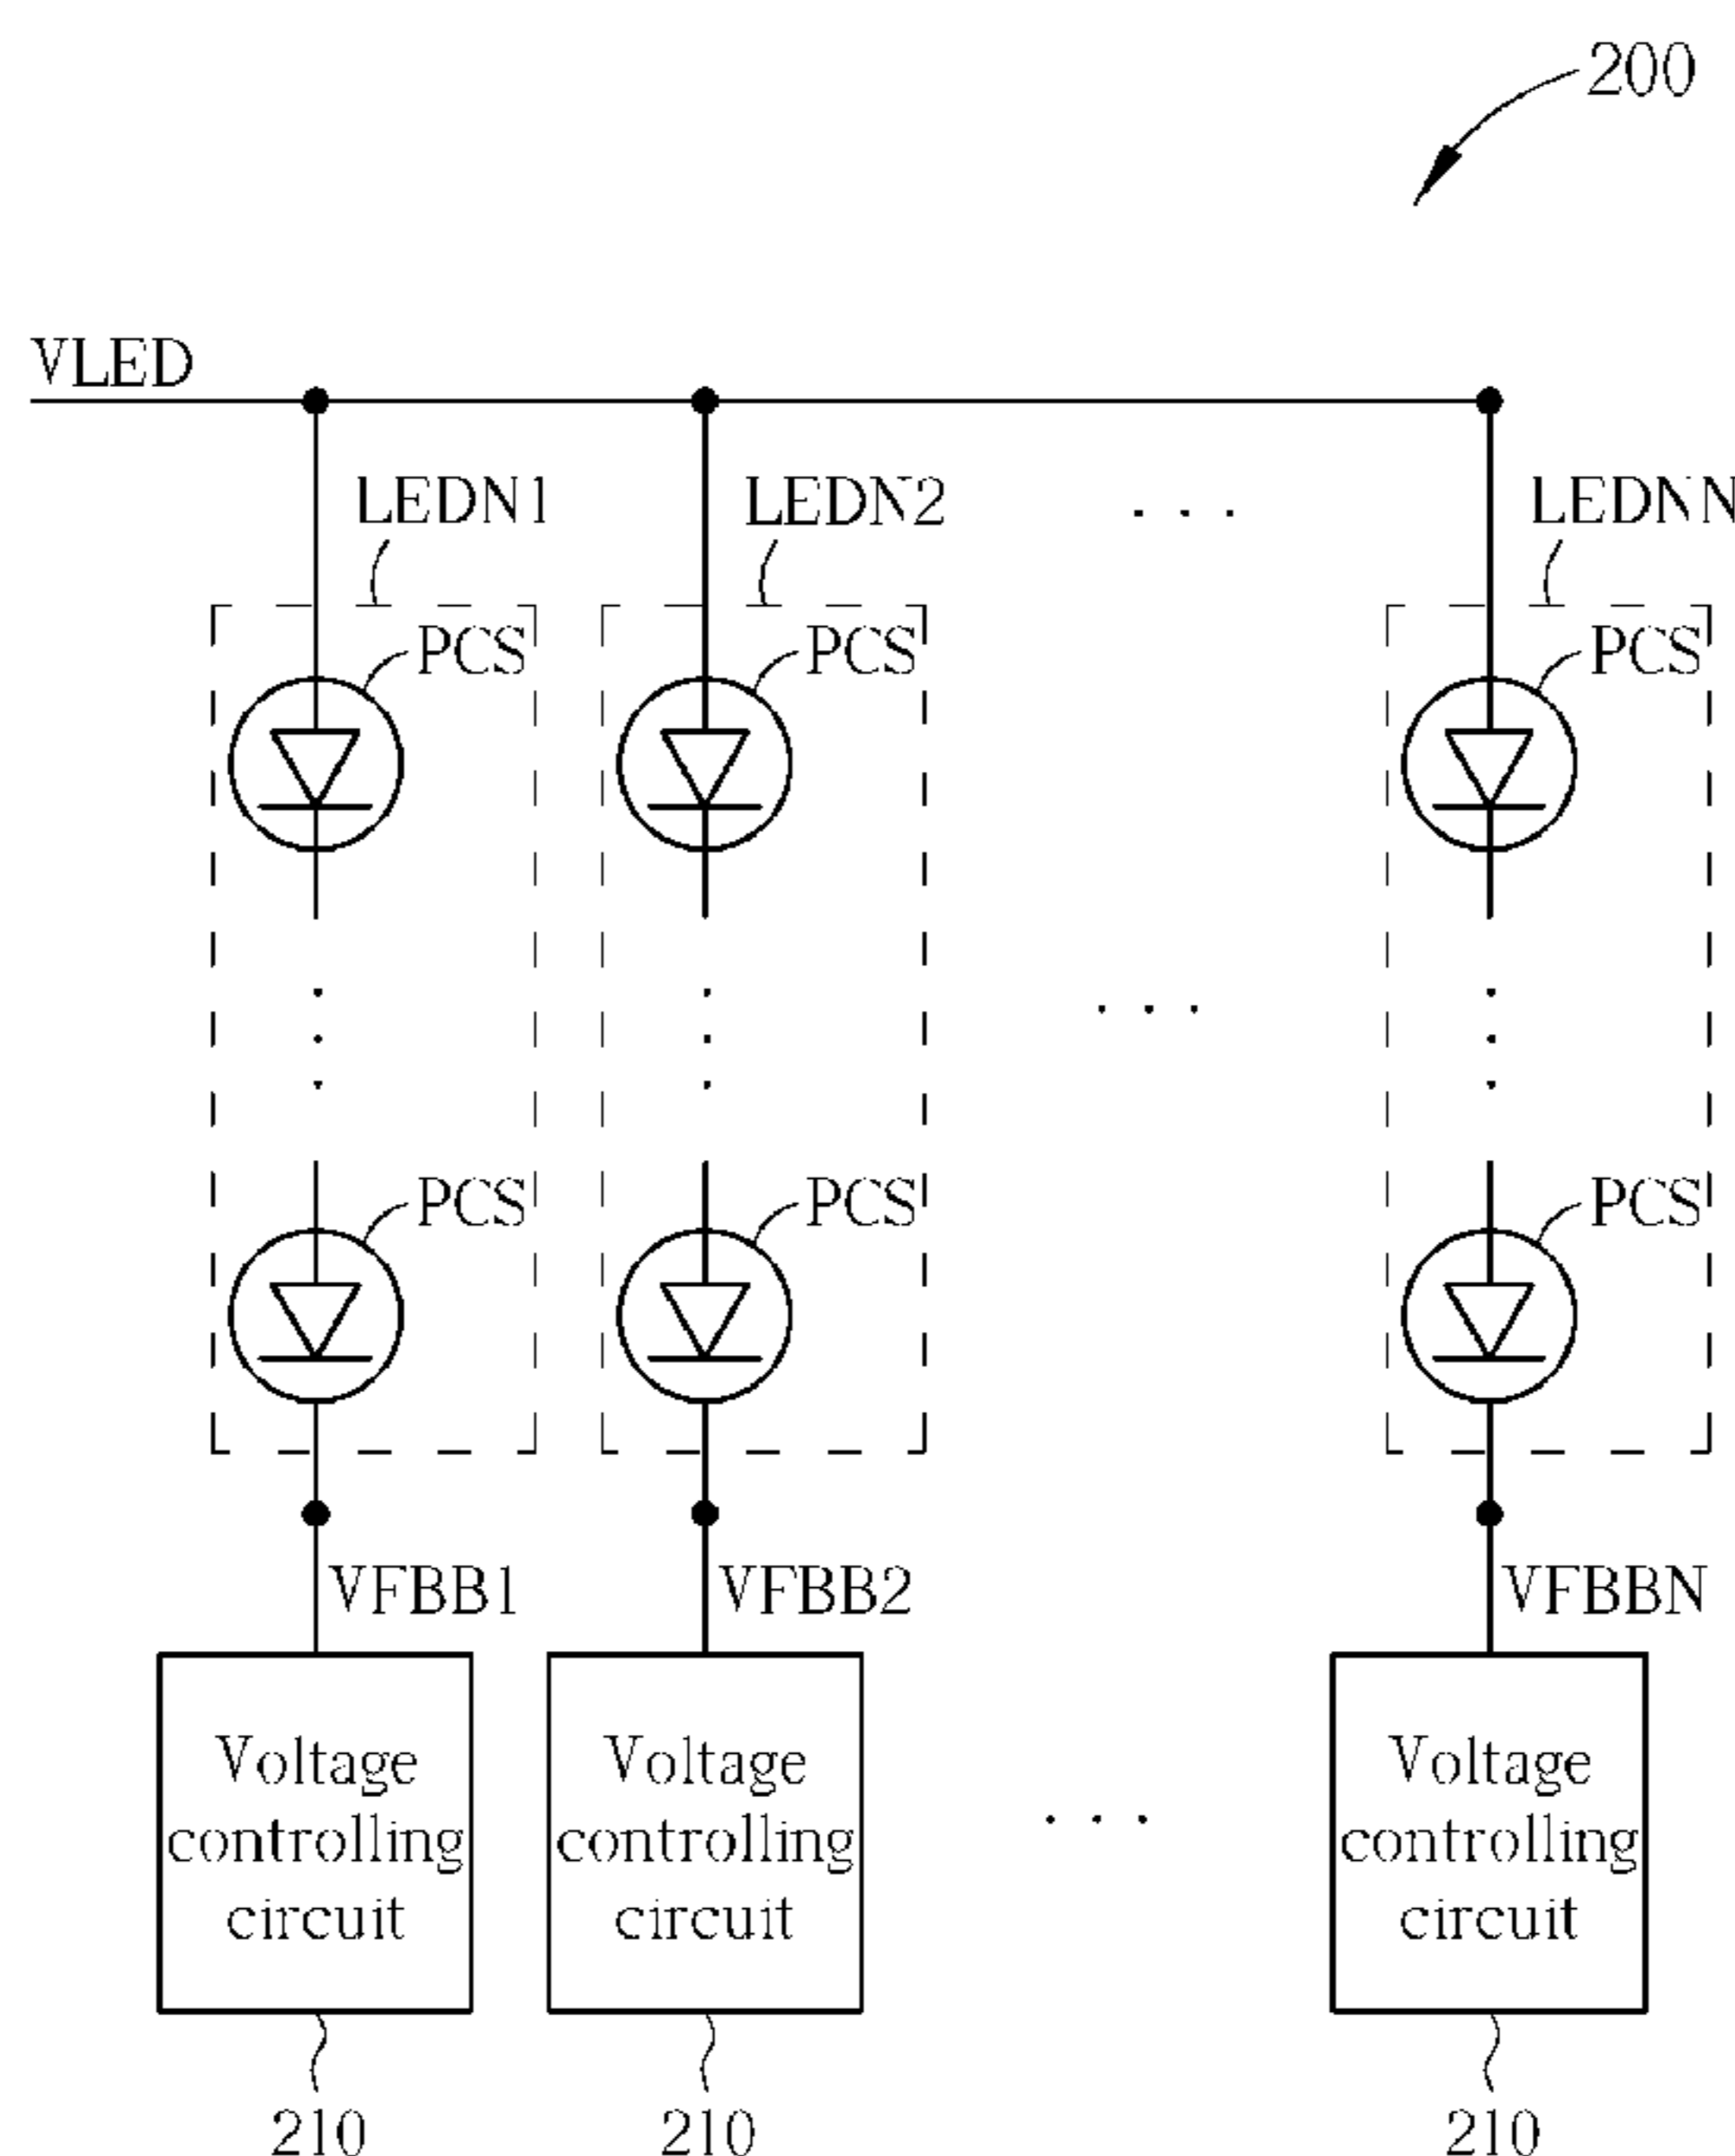 200
VLED
LEDN1
LEDN2
. . .
LEDNN
PCS
PCS
PCS
. . .
PCS
PCS
PCS
VFBB1
VFBB2
VFBBN
Voltage
controlling
circuit
Voltage
controlling
circuit
. . .
Voltage
controlling
circuit
210
210
210